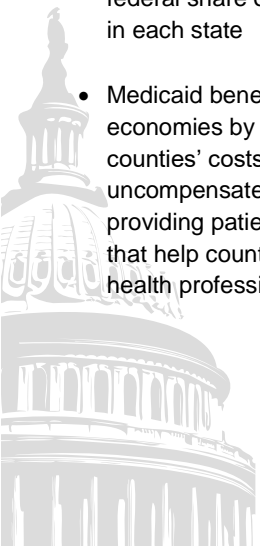 federal share o
in each state
• Medicaid bene
economies by
counties' costs
uncompensate
providing patie
that help count
health professi